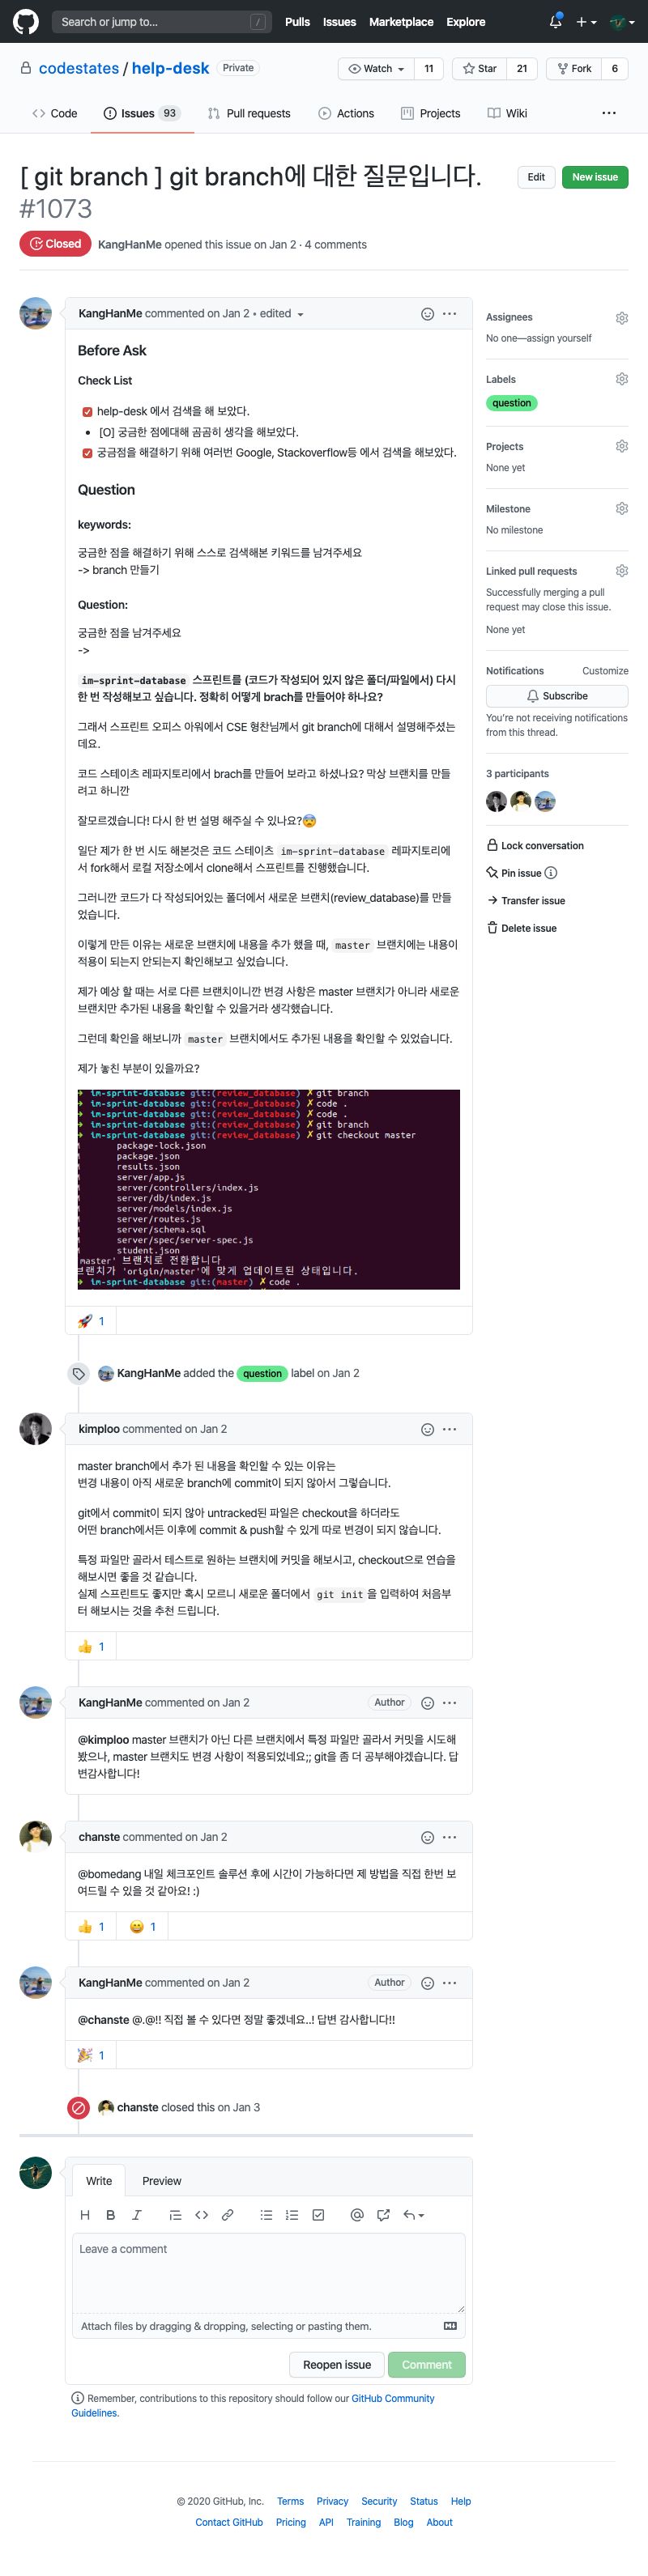 Search or jump to... /
Pulls Issues Marketplace Explore
codestates / help-desk Private
Watch 11 Star 21 Fork 6
Code Issues 93 Pull requests Actions Projects Wiki
[ git branch ] git branch에 대한 질문입니다.
#1073
Edit New issue
Closed KangHanMe opened this issue on Jan 2 · 4 comments
KangHanMe commented on Jan 2 • edited
Before Ask
Check List
help-desk 에서 검색을 해 보았다.
[O] 궁금한 점에대해 곰곰히 생각을 해보았다.
궁금점을 해결하기 위해 여러번 Google, Stackoverflow등 에서 검색을 해보았다.
Question
keywords:
궁금한 점을 해결하기 위해 스스로 검색해본 키워드를 남겨주세요
-> branch 만들기
Question:
궁금한 점을 남겨주세요
->
im-sprint-database 스프린트를 (코드가 작성되어 있지 않은 폴더/파일에서) 다시
한 번 작성해보고 싶습니다. 정확히 어떻게 brach를 만들어야 하나요?
그래서 스프린트 오피스 아워에서 CSE 형찬님께서 git branch에 대해서 설명해주셨는
데요.
코드 스테이츠 레파지토리에서 brach를 만들어 보라고 하셨나요? 막상 브랜치를 만들
려고 하니깐
잘모르겠습니다! 다시 한 번 설명 해주실 수 있나요?😨
일단 제가 한 번 시도 해본것은 코드 스테이츠 im-sprint-database 레파지토리에
서 fork해서 로컬 저장소에서 clone해서 스프린트를 진행했습니다.
그러니깐 코드가 다 작성되어있는 폴더에서 새로운 브랜치(review_database)를 만들
었습니다.
이렇게 만든 이유는 새로운 브랜치에 내용을 추가 했을 때, master 브랜치에는 내용이
적용이 되는지 안되는지 확인해보고 싶었습니다.
제가 예상 할 때는 서로 다른 브랜치이니깐 변경 사항은 master 브랜치가 아니라 새로운
브랜치만 추가된 내용을 확인할 수 있을거라 생각했습니다.
그런데 확인을 해보니까 master 브랜치에서도 추가된 내용을 확인할 수 있었습니다.
제가 놓친 부분이 있을까요?
➜ im-sprint-database git:(review_database) ✗ git branch
➜ im-sprint-database git:(review_database) ✗ code .
➜ im-sprint-database git:(review_database) ✗ git branch
➜ im-sprint-database git:(review_database) ✗ git checkout master
package-lock.json
package.json
results.json
server/app.js
server/controllers/index.js
server/db/index.js
server/models/index.js
server/routes.js
server/schema.sql
server/spec/server-spec.js
student.json
master' 브랜치로 전환합니다
브랜치가 'origin/master'에 맞게 업데이트된 상태입니다.
➜ im-sprint-database git:(master) ✗ code .
🚀 1
KangHanMe added the question label on Jan 2
kimploo commented on Jan 2
master branch에서 추가 된 내용을 확인할 수 있는 이유는
변경 내용이 아직 새로운 branch에 commit이 되지 않아서 그렇습니다.
git에서 commit이 되지 않아 untracked된 파일은 checkout을 하더라도
어떤 branch에서든 이후에 commit & push할 수 있게 따로 변경이 되지 않습니다.
특정 파일만 골라서 테스트로 원하는 브랜치에 커밋을 해보시고, checkout으로 연습을
해보시면 좋을 것 같습니다.
실제 스프린트도 좋지만 혹시 모르니 새로운 폴더에서 git init 을 입력하여 처음부
터 해보시는 것을 추천 드립니다.
👍 1
KangHanMe commented on Jan 2 Author
@kimploo master 브랜치가 아닌 다른 브랜치에서 특정 파일만 골라서 커밋을 시도해
봤으나, master 브랜치도 변경 사항이 적용되었네요;; git을 좀 더 공부해야겠습니다. 답
변감사합니다!
chanste commented on Jan 2
@bomedang 내일 체크포인트 솔루션 후에 시간이 가능하다면 제 방법을 직접 한번 보
여드릴 수 있을 것 같아요! :)
👍 1 😄 1
KangHanMe commented on Jan 2 Author
@chanste @.@!! 직접 볼 수 있다면 정말 좋겠네요..! 답변 감사합니다!!
🎉 1
chanste closed this on Jan 3
Write Preview
Leave a comment
Attach files by dragging & dropping, selecting or pasting them.
Reopen issue Comment
Remember, contributions to this repository should follow our GitHub Community
Guidelines.
Assignees
No one—assign yourself
Labels
question
Projects
None yet
Milestone
No milestone
Linked pull requests
Successfully merging a pull
request may close this issue.
None yet
Notifications Customize
Subscribe
You're not receiving notifications
from this thread.
3 participants
Lock conversation
Pin issue
Transfer issue
Delete issue
© 2020 GitHub, Inc. Terms Privacy Security Status Help
Contact GitHub Pricing API Training Blog About